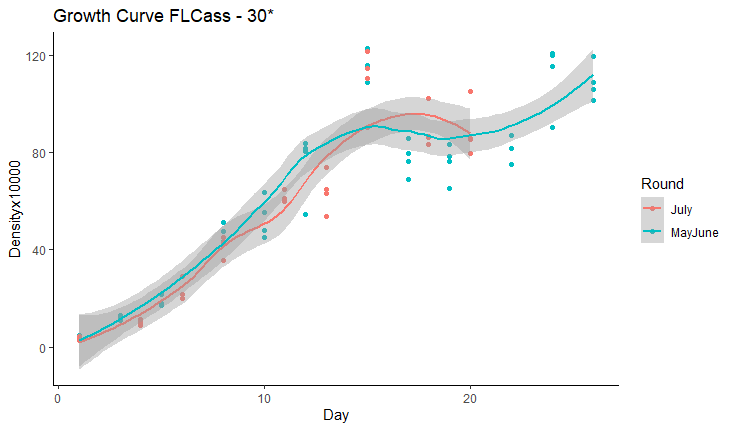 Growth Curve FLCass - 30*
120
80
40
0
Densityx10000
0
10
20
Day
Round
July
MayJune